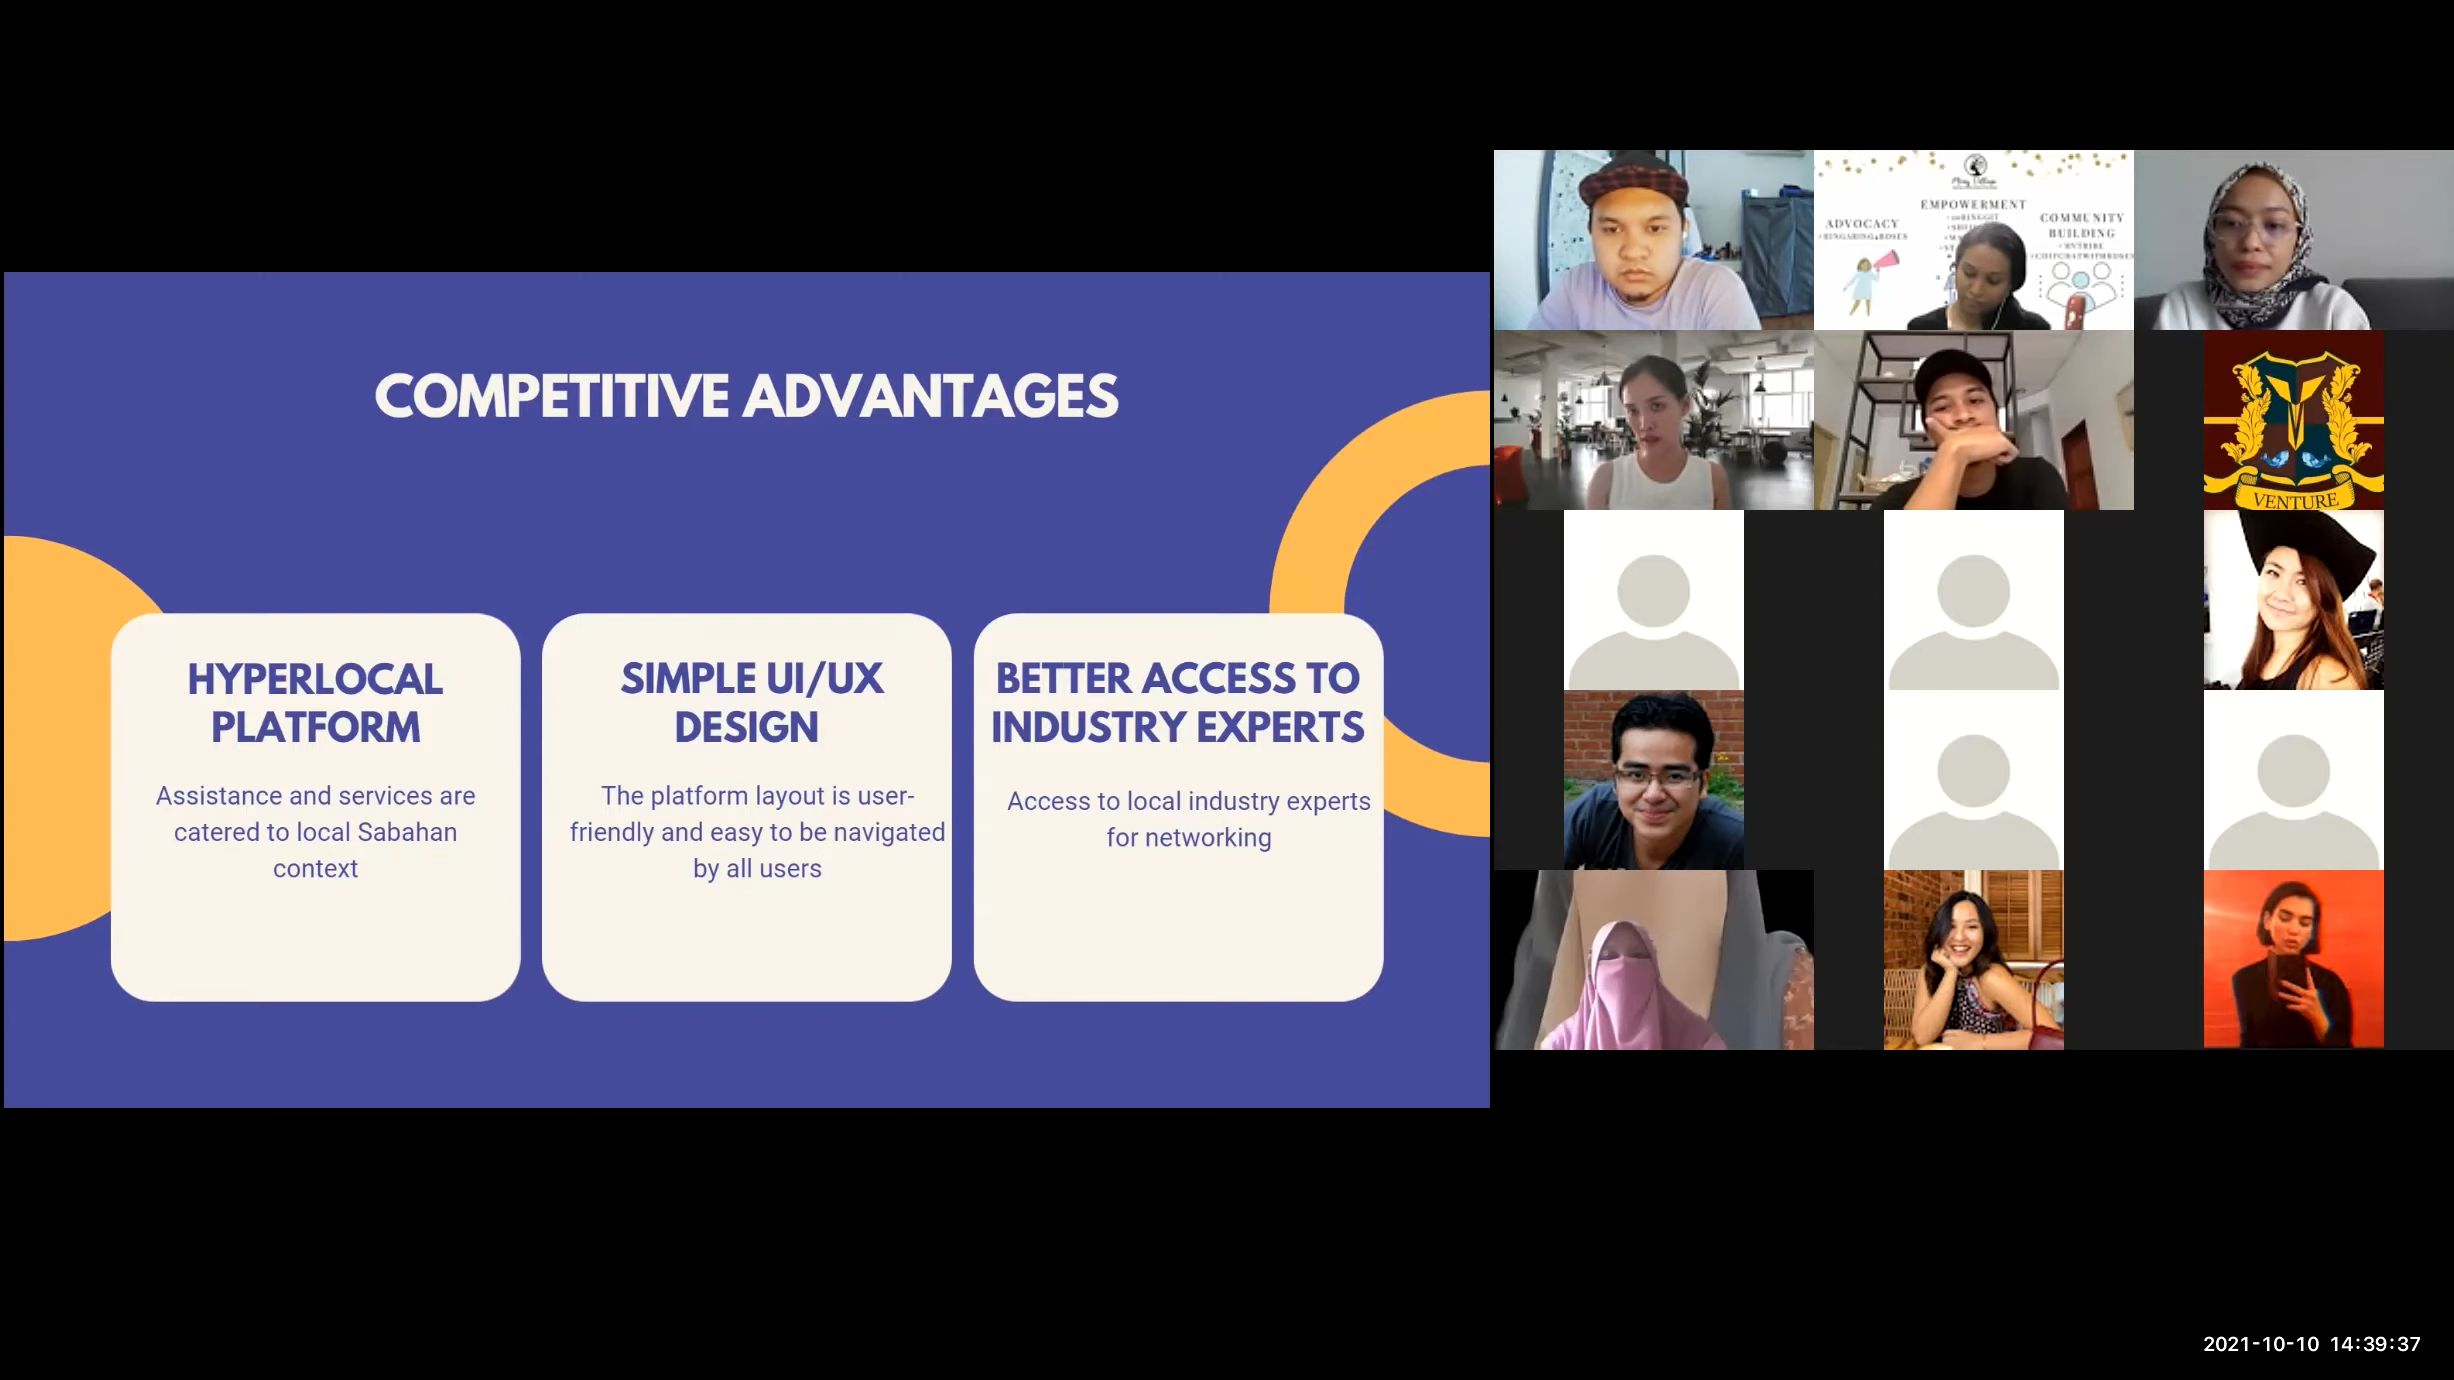 COMPETITIVE ADVANTAGES
HYPERLOCAL
PLATFORM
Assistance and services are
catered to local Sabahan
context
SIMPLE UI/UX
DESIGN
The platform layout is user-
friendly and easy to be navigated
by all users
BETTER ACCESS TO
INDUSTRY EXPERTS
Access to local industry experts
for networking
ADVOCACY
EMPOWERMENT
COMMUNITY
BUILDING
VENTURE
2021-10-10 14:39:37